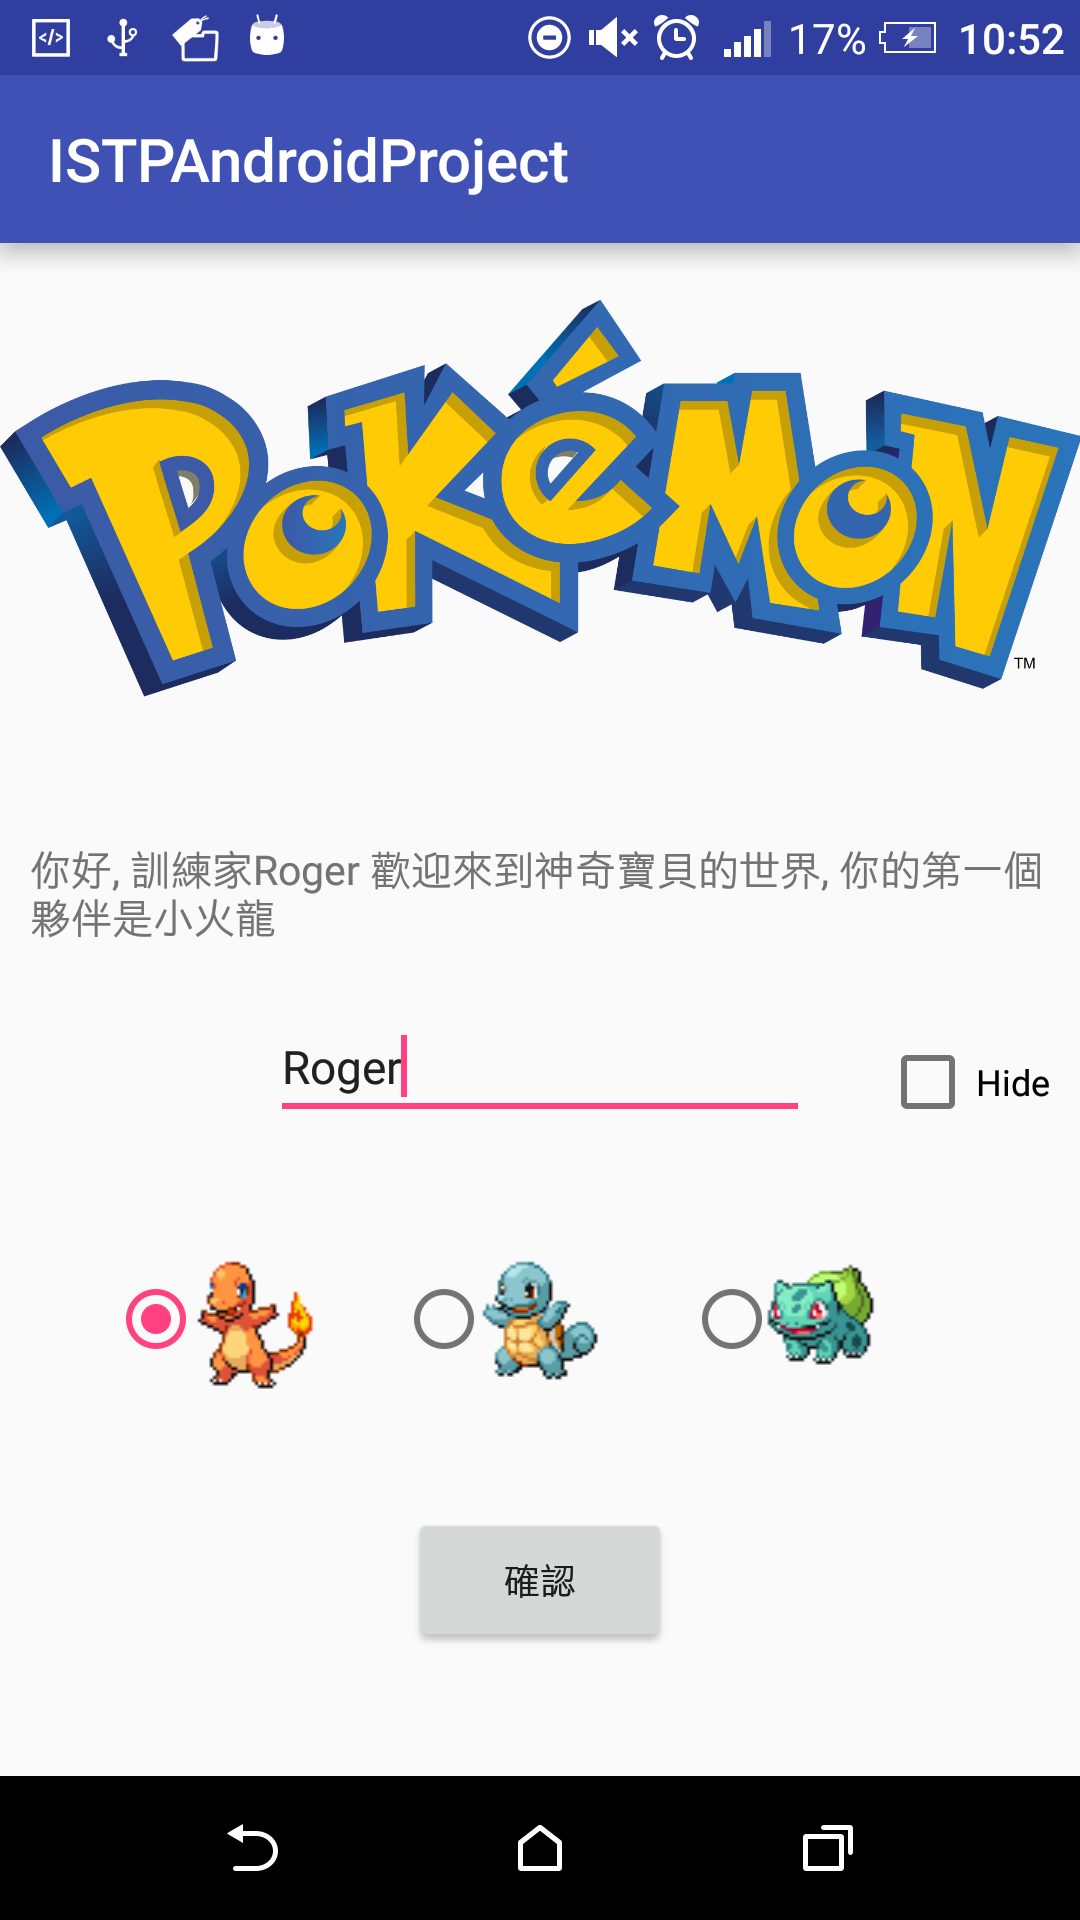 17% 10:52
ISTPAndroidProject
POKéMON
TM
你好, 訓練家Roger 歡迎來到神奇寶貝的世界, 你的第一個
夥伴是小火龍
Roger
Hide
確認